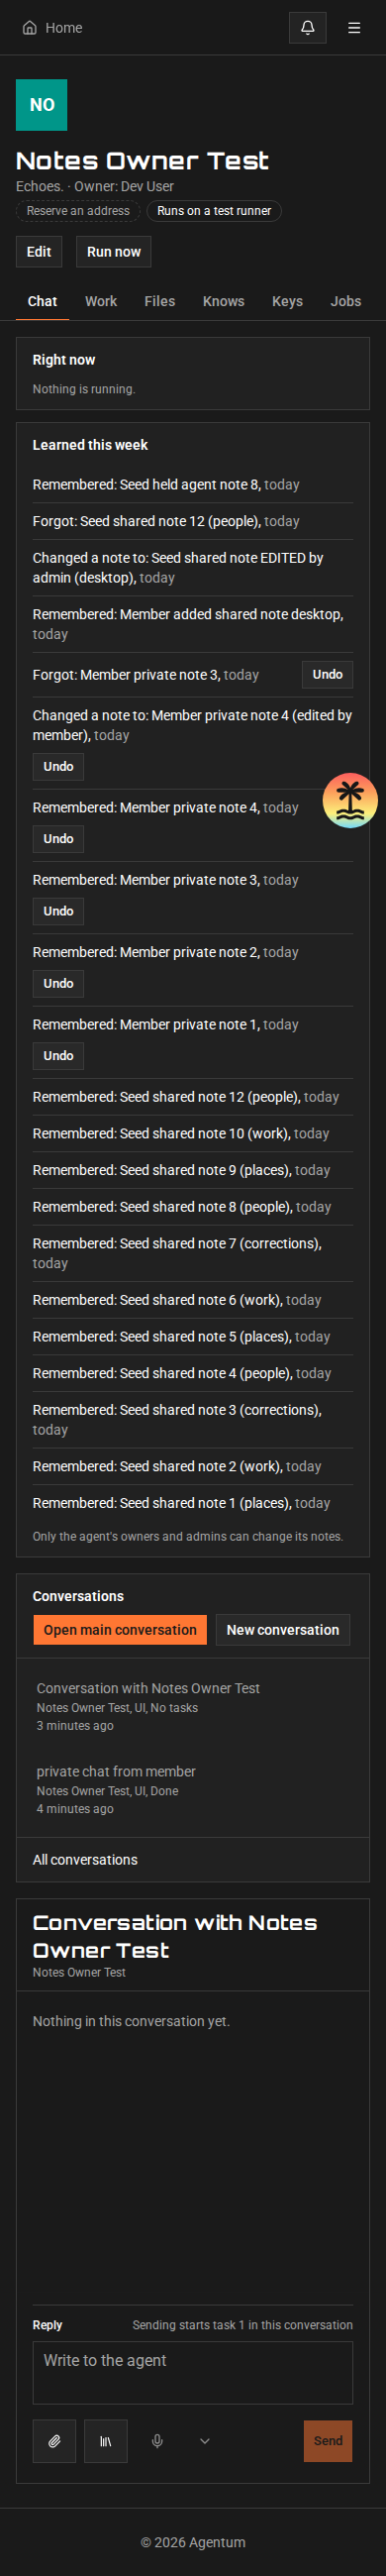 Home
NO
Notes Owner Test
Echoes. · Owner: Dev User
Reserve an address
Runs on a test runner
Edit
Run now
Chat
Work
Files
Knows
Keys
Jobs
Right now
Nothing is running.
Learned this week
Remembered: Seed held agent note 8, today
Forgot: Seed shared note 12 (people), today
Changed a note to: Seed shared note EDITED by
admin (desktop), today
Remembered: Member added shared note desktop,
today
Forgot: Member private note 3, today
Undo
Changed a note to: Member private note 4 (edited by
member), today
Undo
Remembered: Member private note 4, today
Undo
Remembered: Member private note 3, today
Undo
Remembered: Member private note 2, today
Undo
Remembered: Member private note 1, today
Undo
Remembered: Seed shared note 12 (people), today
Remembered: Seed shared note 10 (work), today
Remembered: Seed shared note 9 (places), today
Remembered: Seed shared note 8 (people), today
Remembered: Seed shared note 7 (corrections),
today
Remembered: Seed shared note 6 (work), today
Remembered: Seed shared note 5 (places), today
Remembered: Seed shared note 4 (people), today
Remembered: Seed shared note 3 (corrections),
today
Remembered: Seed shared note 2 (work), today
Remembered: Seed shared note 1 (places), today
Only the agent's owners and admins can change its notes.
Conversations
Open main conversation
New conversation
Conversation with Notes Owner Test
Notes Owner Test, UI, No tasks
3 minutes ago
private chat from member
Notes Owner Test, UI, Done
4 minutes ago
All conversations
Conversation with Notes
Owner Test
Notes Owner Test
Nothing in this conversation yet.
Reply
Sending starts task 1 in this conversation
Write to the agent
Send
© 2026 Agentum